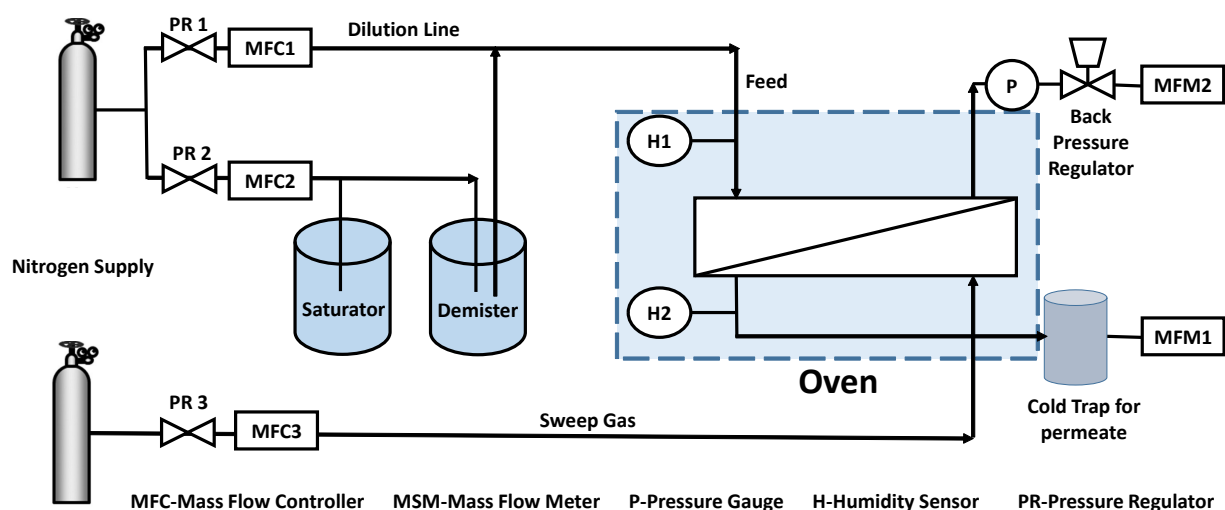 PR 1
MFC1
Dilution Line
Feed
P
MFM2
Back
Pressure
Regulator
H1
PR 2
MFC2
Nitrogen Supply
Saturator
Demister
H2
MFM1
Oven
Cold Trap for
permeate
PR 3
MFC3
Sweep Gas
MFC-Mass Flow Controller MSM-Mass Flow Meter P-Pressure Gauge H-Humidity Sensor PR-Pressure Regulator